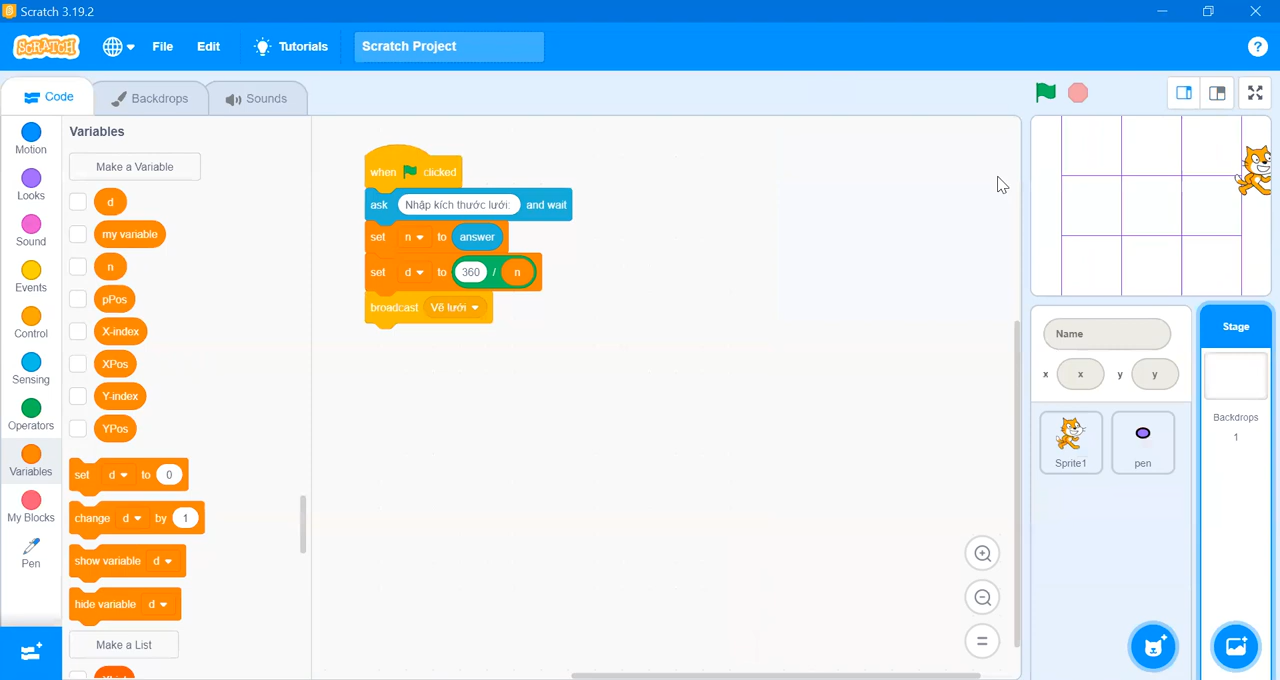 Scratch 3.19.2
SCRATCH
File
Edit
Tutorials
Scratch Project
?
Code
Backdrops
Sounds
Motion
Looks
Sound
Events
Control
Sensing
Operators
Variables
My Blocks
Pen
Variables
Make a Variable
d
my variable
n
pPos
X-index
XPos
Y-index
YPos
set d to 0
change d by 1
show variable d
hide variable d
Make a List
when clicked
ask Nhập kích thước lưới: and wait
set n to answer
set d to 360 / n
broadcast Vẽ lưới
Name
x x y y
Sprite1
pen
Stage
Backdrops
1